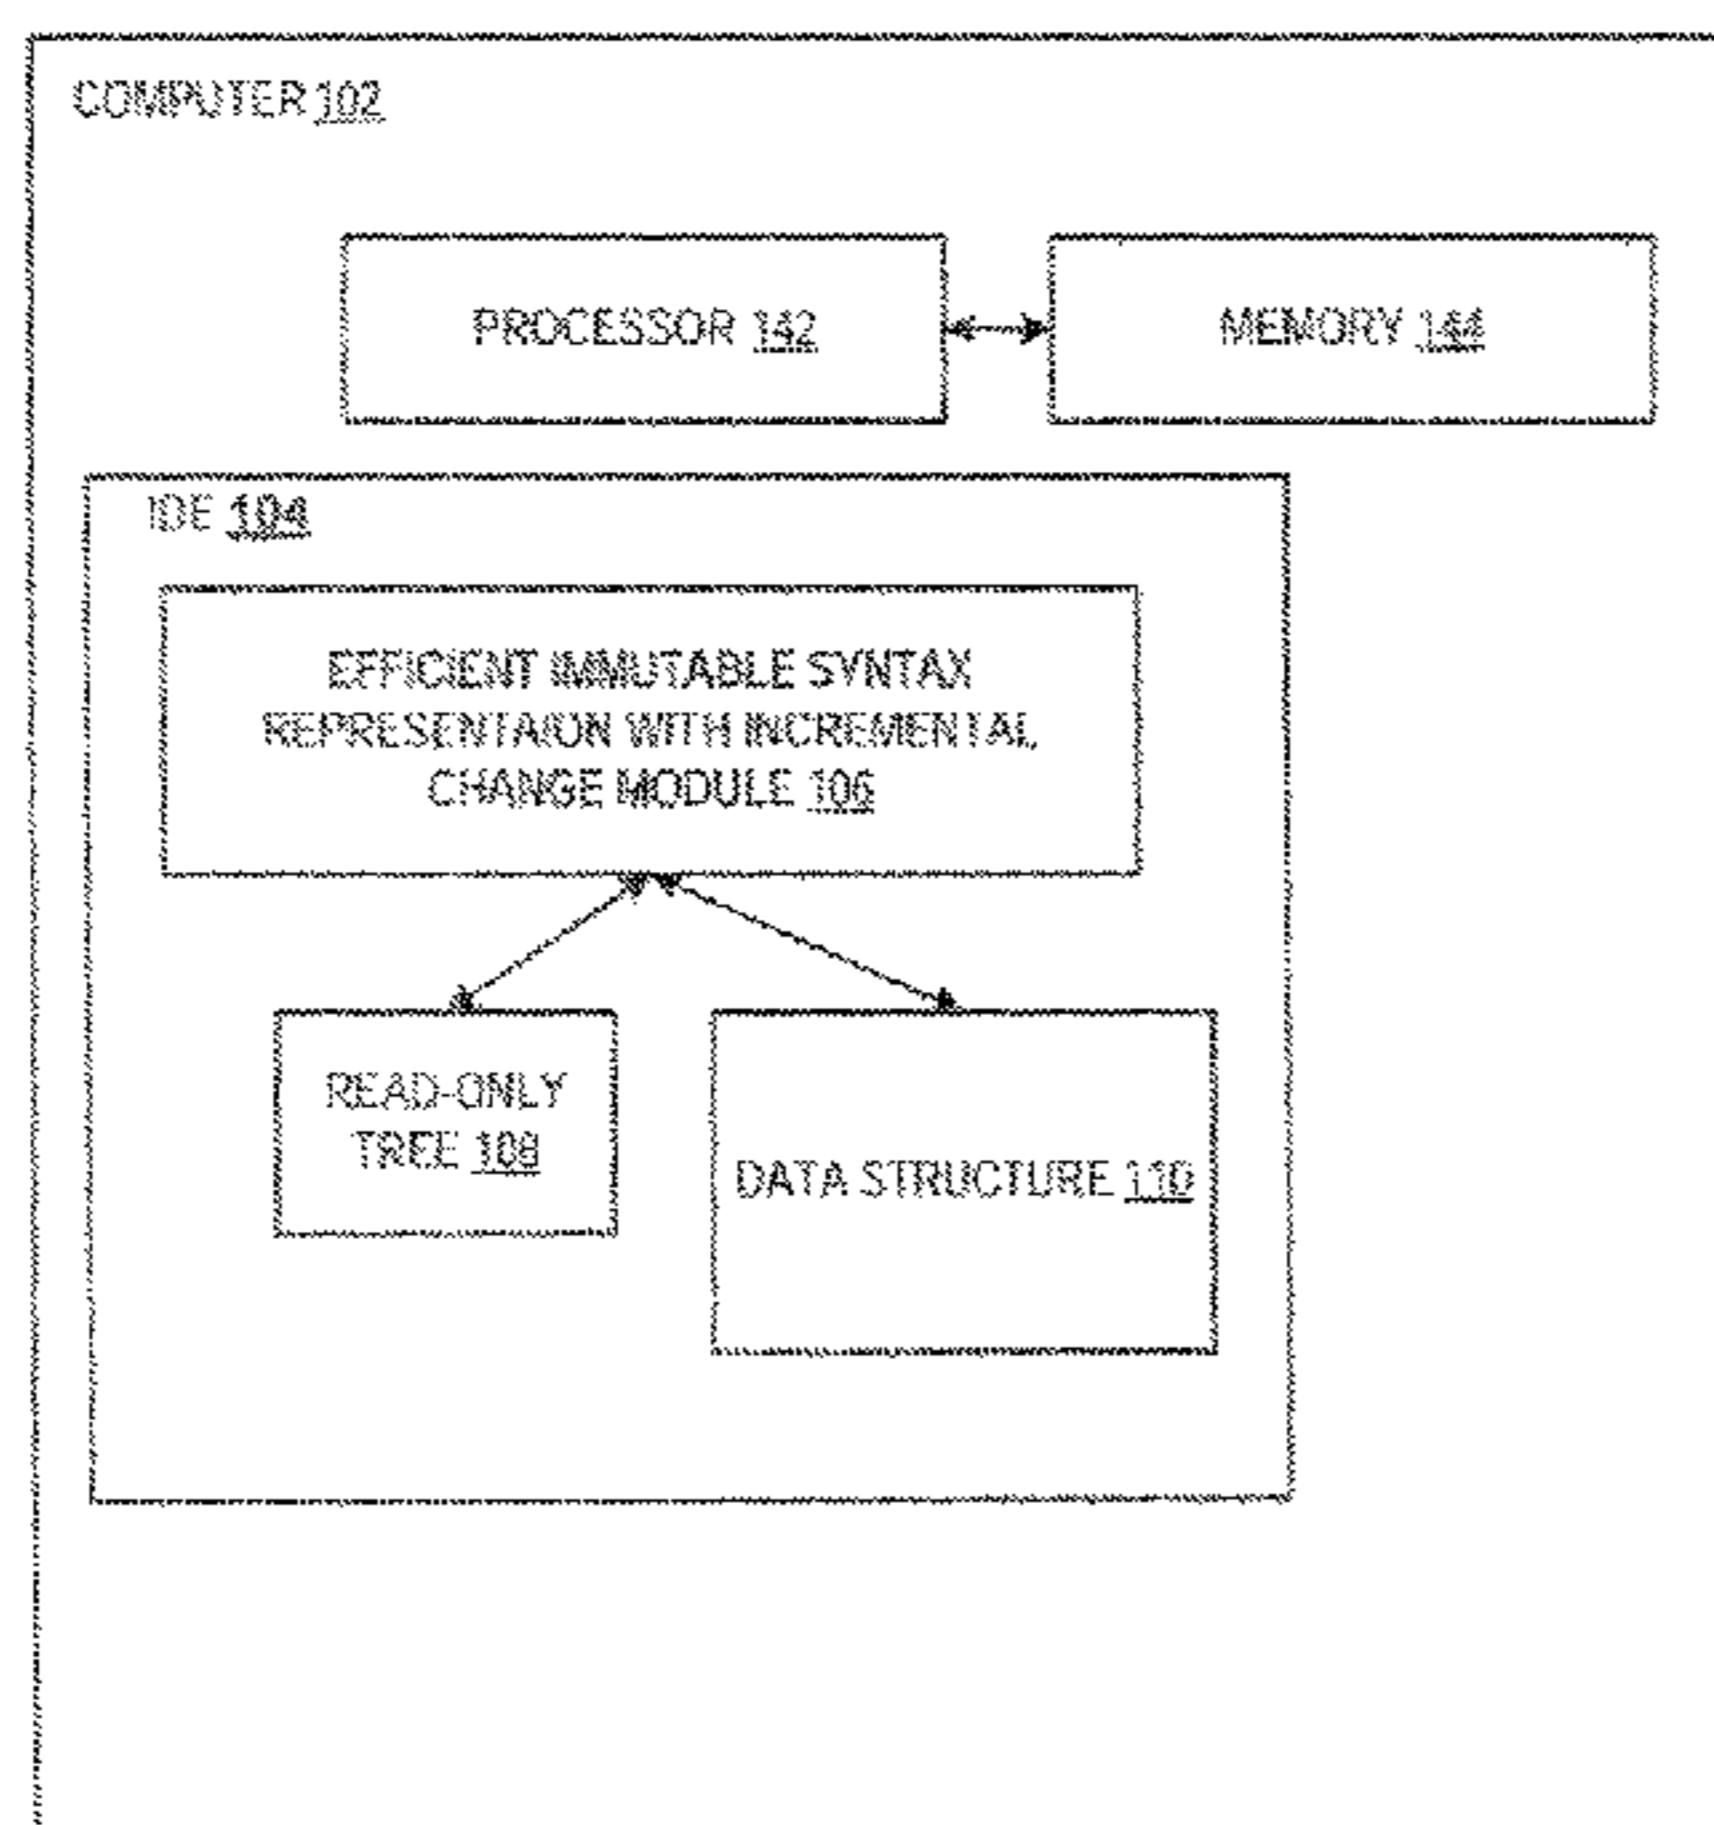 COMPUTER 102
PROCESSOR 142
MEMORY 144
IDE 104
EFFICIENT IMMUTABLE SYNTAX
REPRESENTAION WITH INCREMENTAL
CHANGE MODULE 106
READ-ONLY
TREE 108
DATA STRUCTURE 110